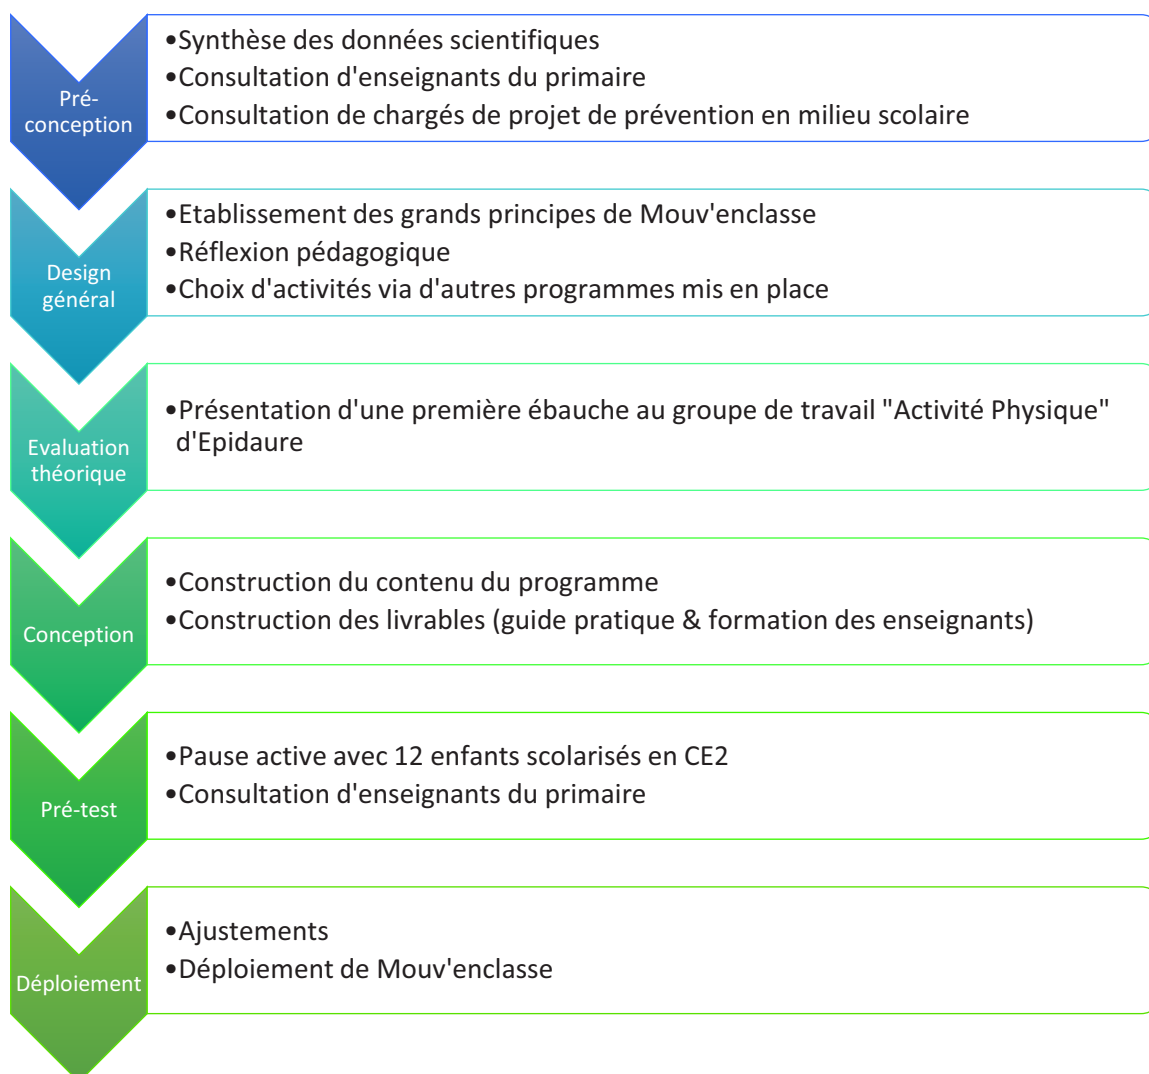 Pré-
conception
•Synthèse des données scientifiques
•Consultation d'enseignants du primaire
•Consultation de chargés de projet de prévention en milieu scolaire
Design
général
•Etablissement des grands principes de Mouv'enclasse
•Réflexion pédagogique
•Choix d'activités via d'autres programmes mis en place
Evaluation
théorique
•Présentation d'une première ébauche au groupe de travail "Activité Physique"
d'Epidaure
Conception
•Construction du contenu du programme
•Construction des livrables (guide pratique & formation des enseignants)
Pré-test
•Pause active avec 12 enfants scolarisés en CE2
•Consultation d'enseignants du primaire
Déploiement
•Ajustements
•Déploiement de Mouv'enclasse